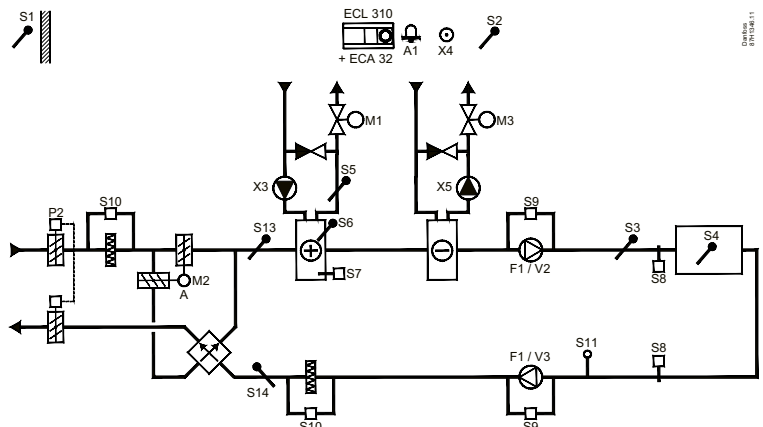 S1
ECL 310
+ ECA 32
A1
X4
S2
Danfoss
87H1346.11
M1
M3
X3
S5
X5
P2
S10
S13
S6
S9
S3
S4
M2
A
S7
F1 / V2
S8
F1 / V3
S11
S8
S14
S10
S9